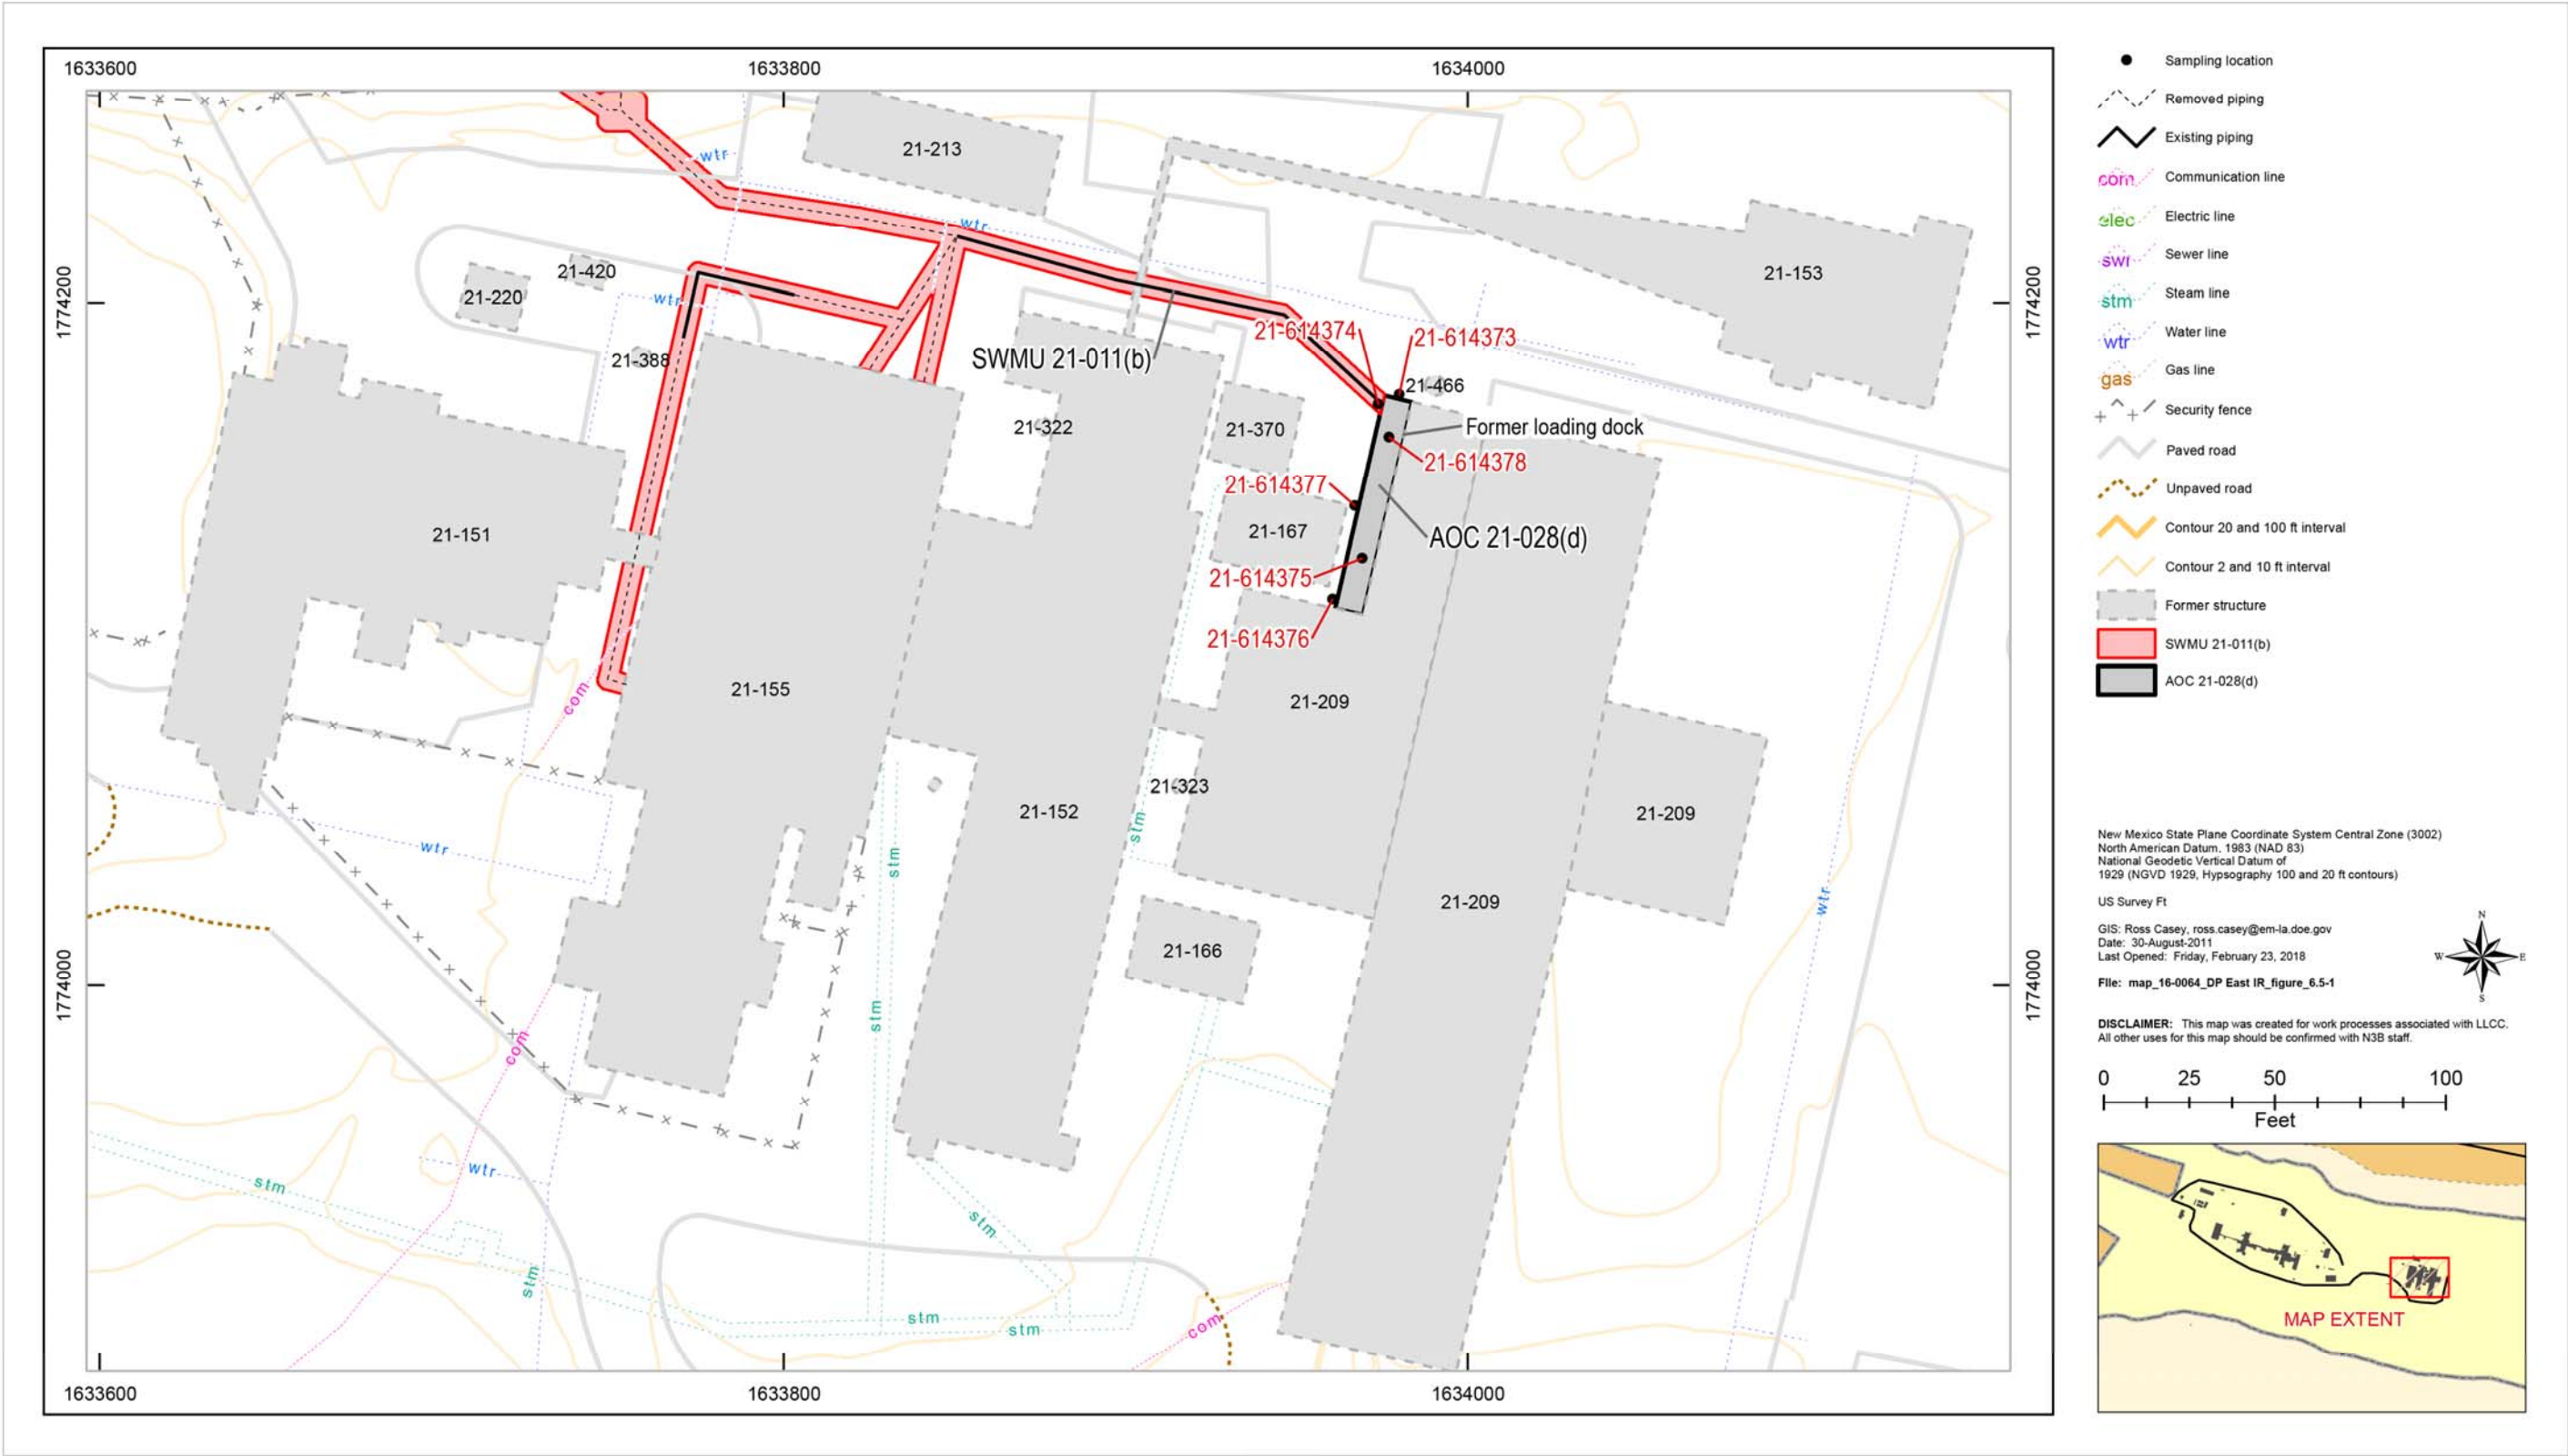 1633600
1633800
1634000
1774200
1774200
1774000
1774000
wtr
21-213
wtr
21-153
21-420
21-220
wtr
21-614374
21-614373
21-388
SWMU 21-011(b)
21-466
21-322
21-370
Former loading dock
21-614378
21-614377
21-151
21-167
AOC 21-028(d)
21-614375
21-614376
com
21-155
21-209
21-323
21-152
21-209
stm
wtr
stm
21-209
wtr
21-166
stm
com
wtr
stm
stm
stm
stm
stm
com
1633600
1633800
1634000
Sampling location
Removed piping
Existing piping
com
Communication line
elec
Electric line
swr
Sewer line
stm
Steam line
wtr
Water line
gas
Gas line
Security fence
Paved road
Unpaved road
Contour 20 and 100 ft interval
Contour 2 and 10 ft interval
Former structure
SWMU 21-011(b)
AOC 21-028(d)
New Mexico State Plane Coordinate System Central Zone (3002)
North American Datum, 1983 (NAD 83)
National Geodetic Vertical Datum of
1929 (NGVD 1929, Hypsography 100 and 20 ft contours)
US Survey Ft
GIS: Ross Casey, ross.casey@em-la.doe.gov
Date: 30-August-2011
Last Opened: Friday, February 23, 2018
File: map_16-0064_DP East IR_figure_6.5-1
N
W
E
S
DISCLAIMER: This map was created for work processes associated with LLCC.
All other uses for this map should be confirmed with N3B staff.
0 25 50 100
Feet
MAP EXTENT